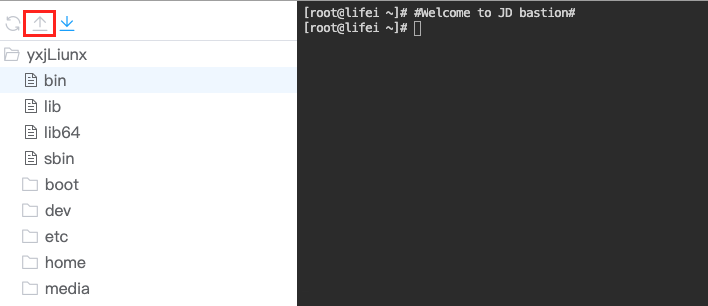 yxjLiunx
bin
lib
lib64
sbin
boot
dev
etc
home
media
[root@lifei ~]# #Welcome to JD bastion#
[root@lifei ~]#